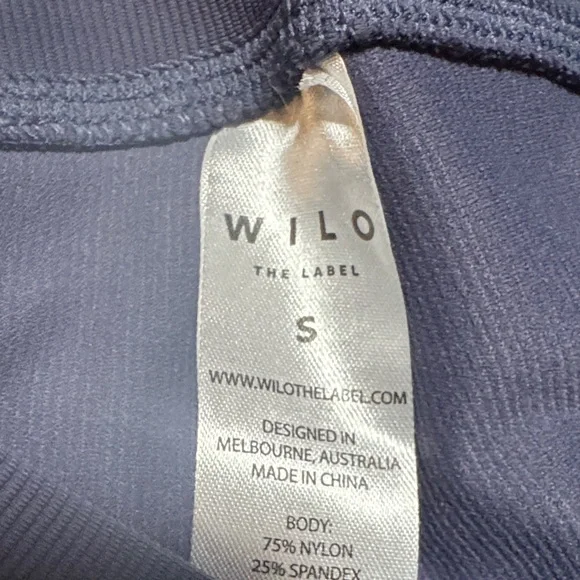 WILO
THE LABEL
S
WWW.WILOTHELABEL.COM
DESIGNED IN
MELBOURNE, AUSTRALIA
MADE IN CHINA
BODY:
75% NYLON
25% SPANDEX